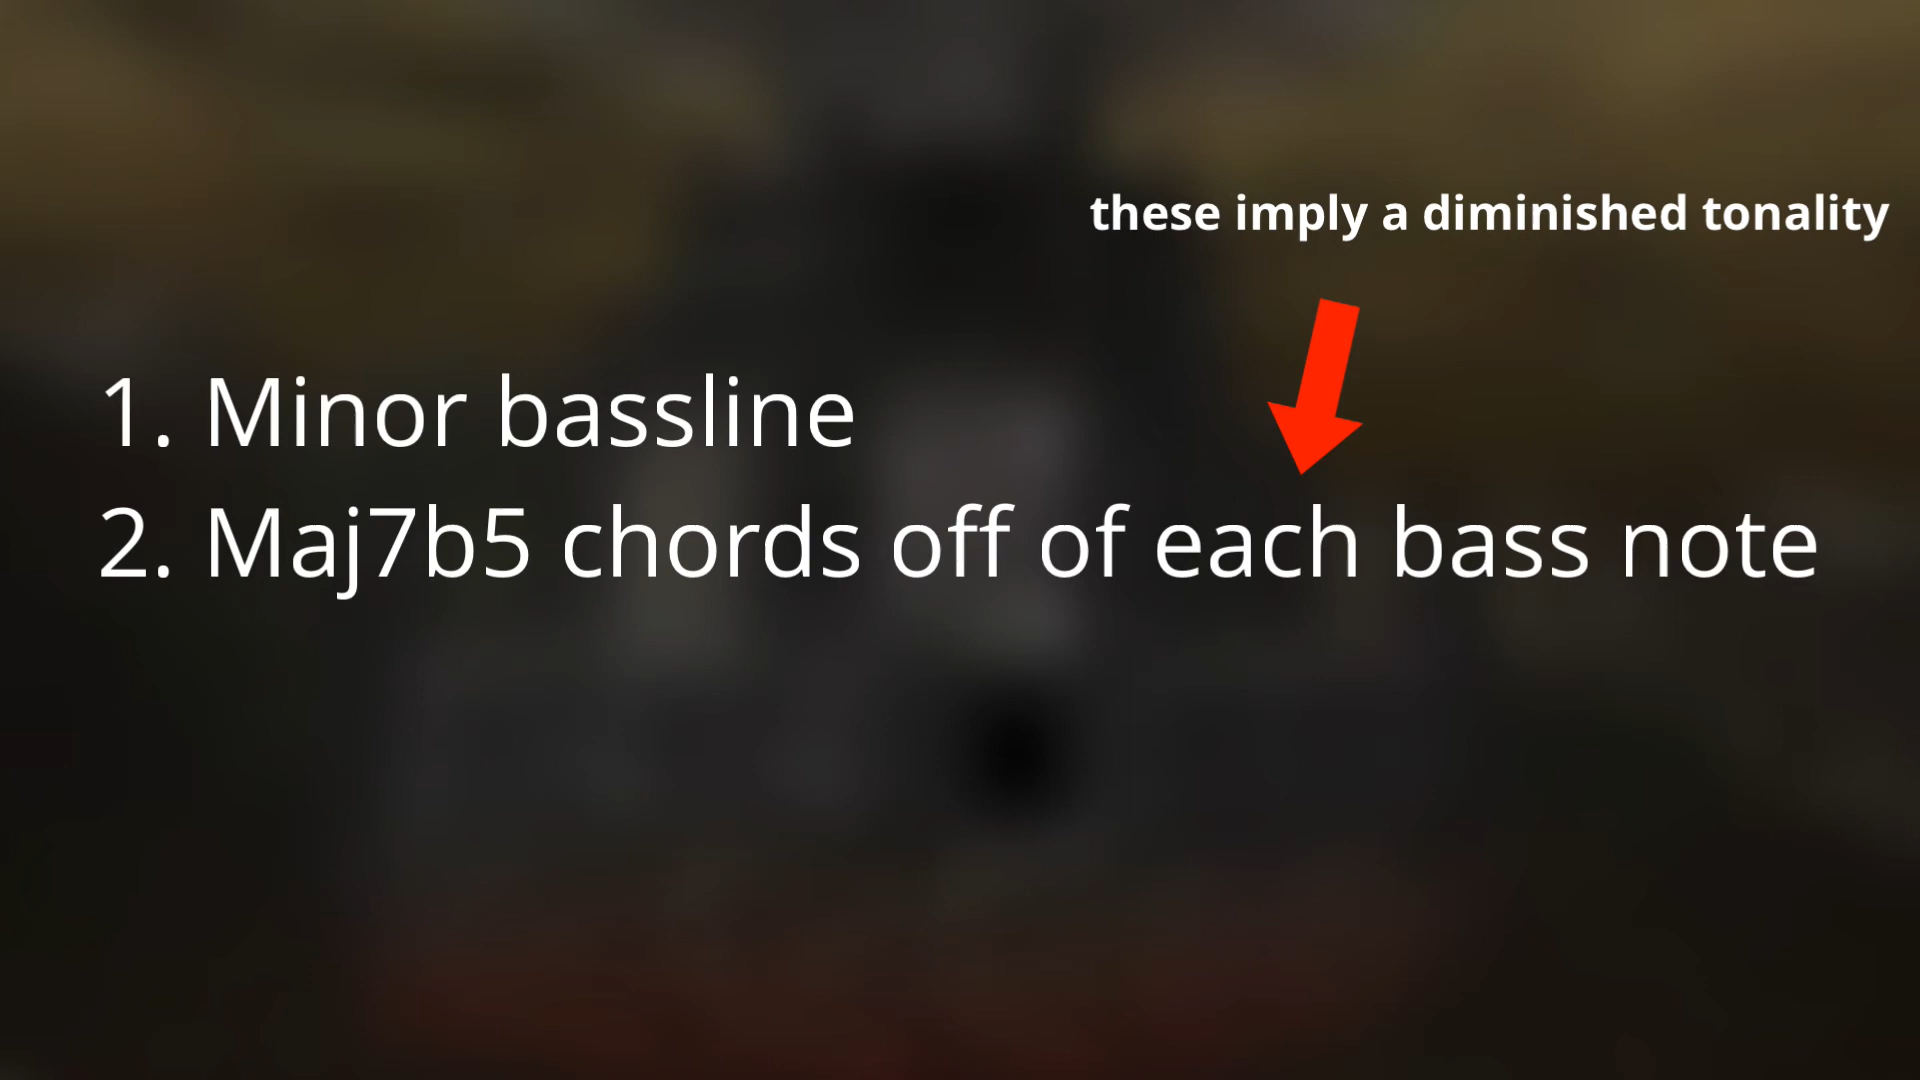 these imply a diminished tonality
1. Minor bassline
2. Maj7b5 chords off of each bass note